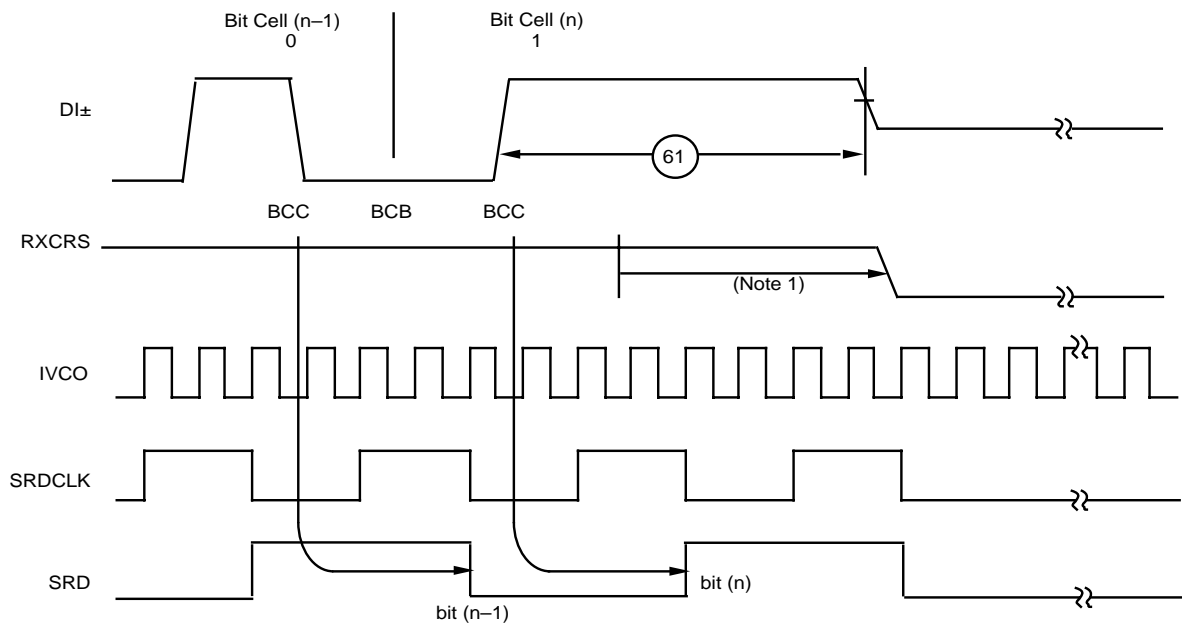 Bit Cell (n–1)
0
Bit Cell (n)
1
DI±
61
BCC
BCB
BCC
RXCRS
(Note 1)
IVCO
SRDCLK
SRD
bit (n–1)
bit (n)